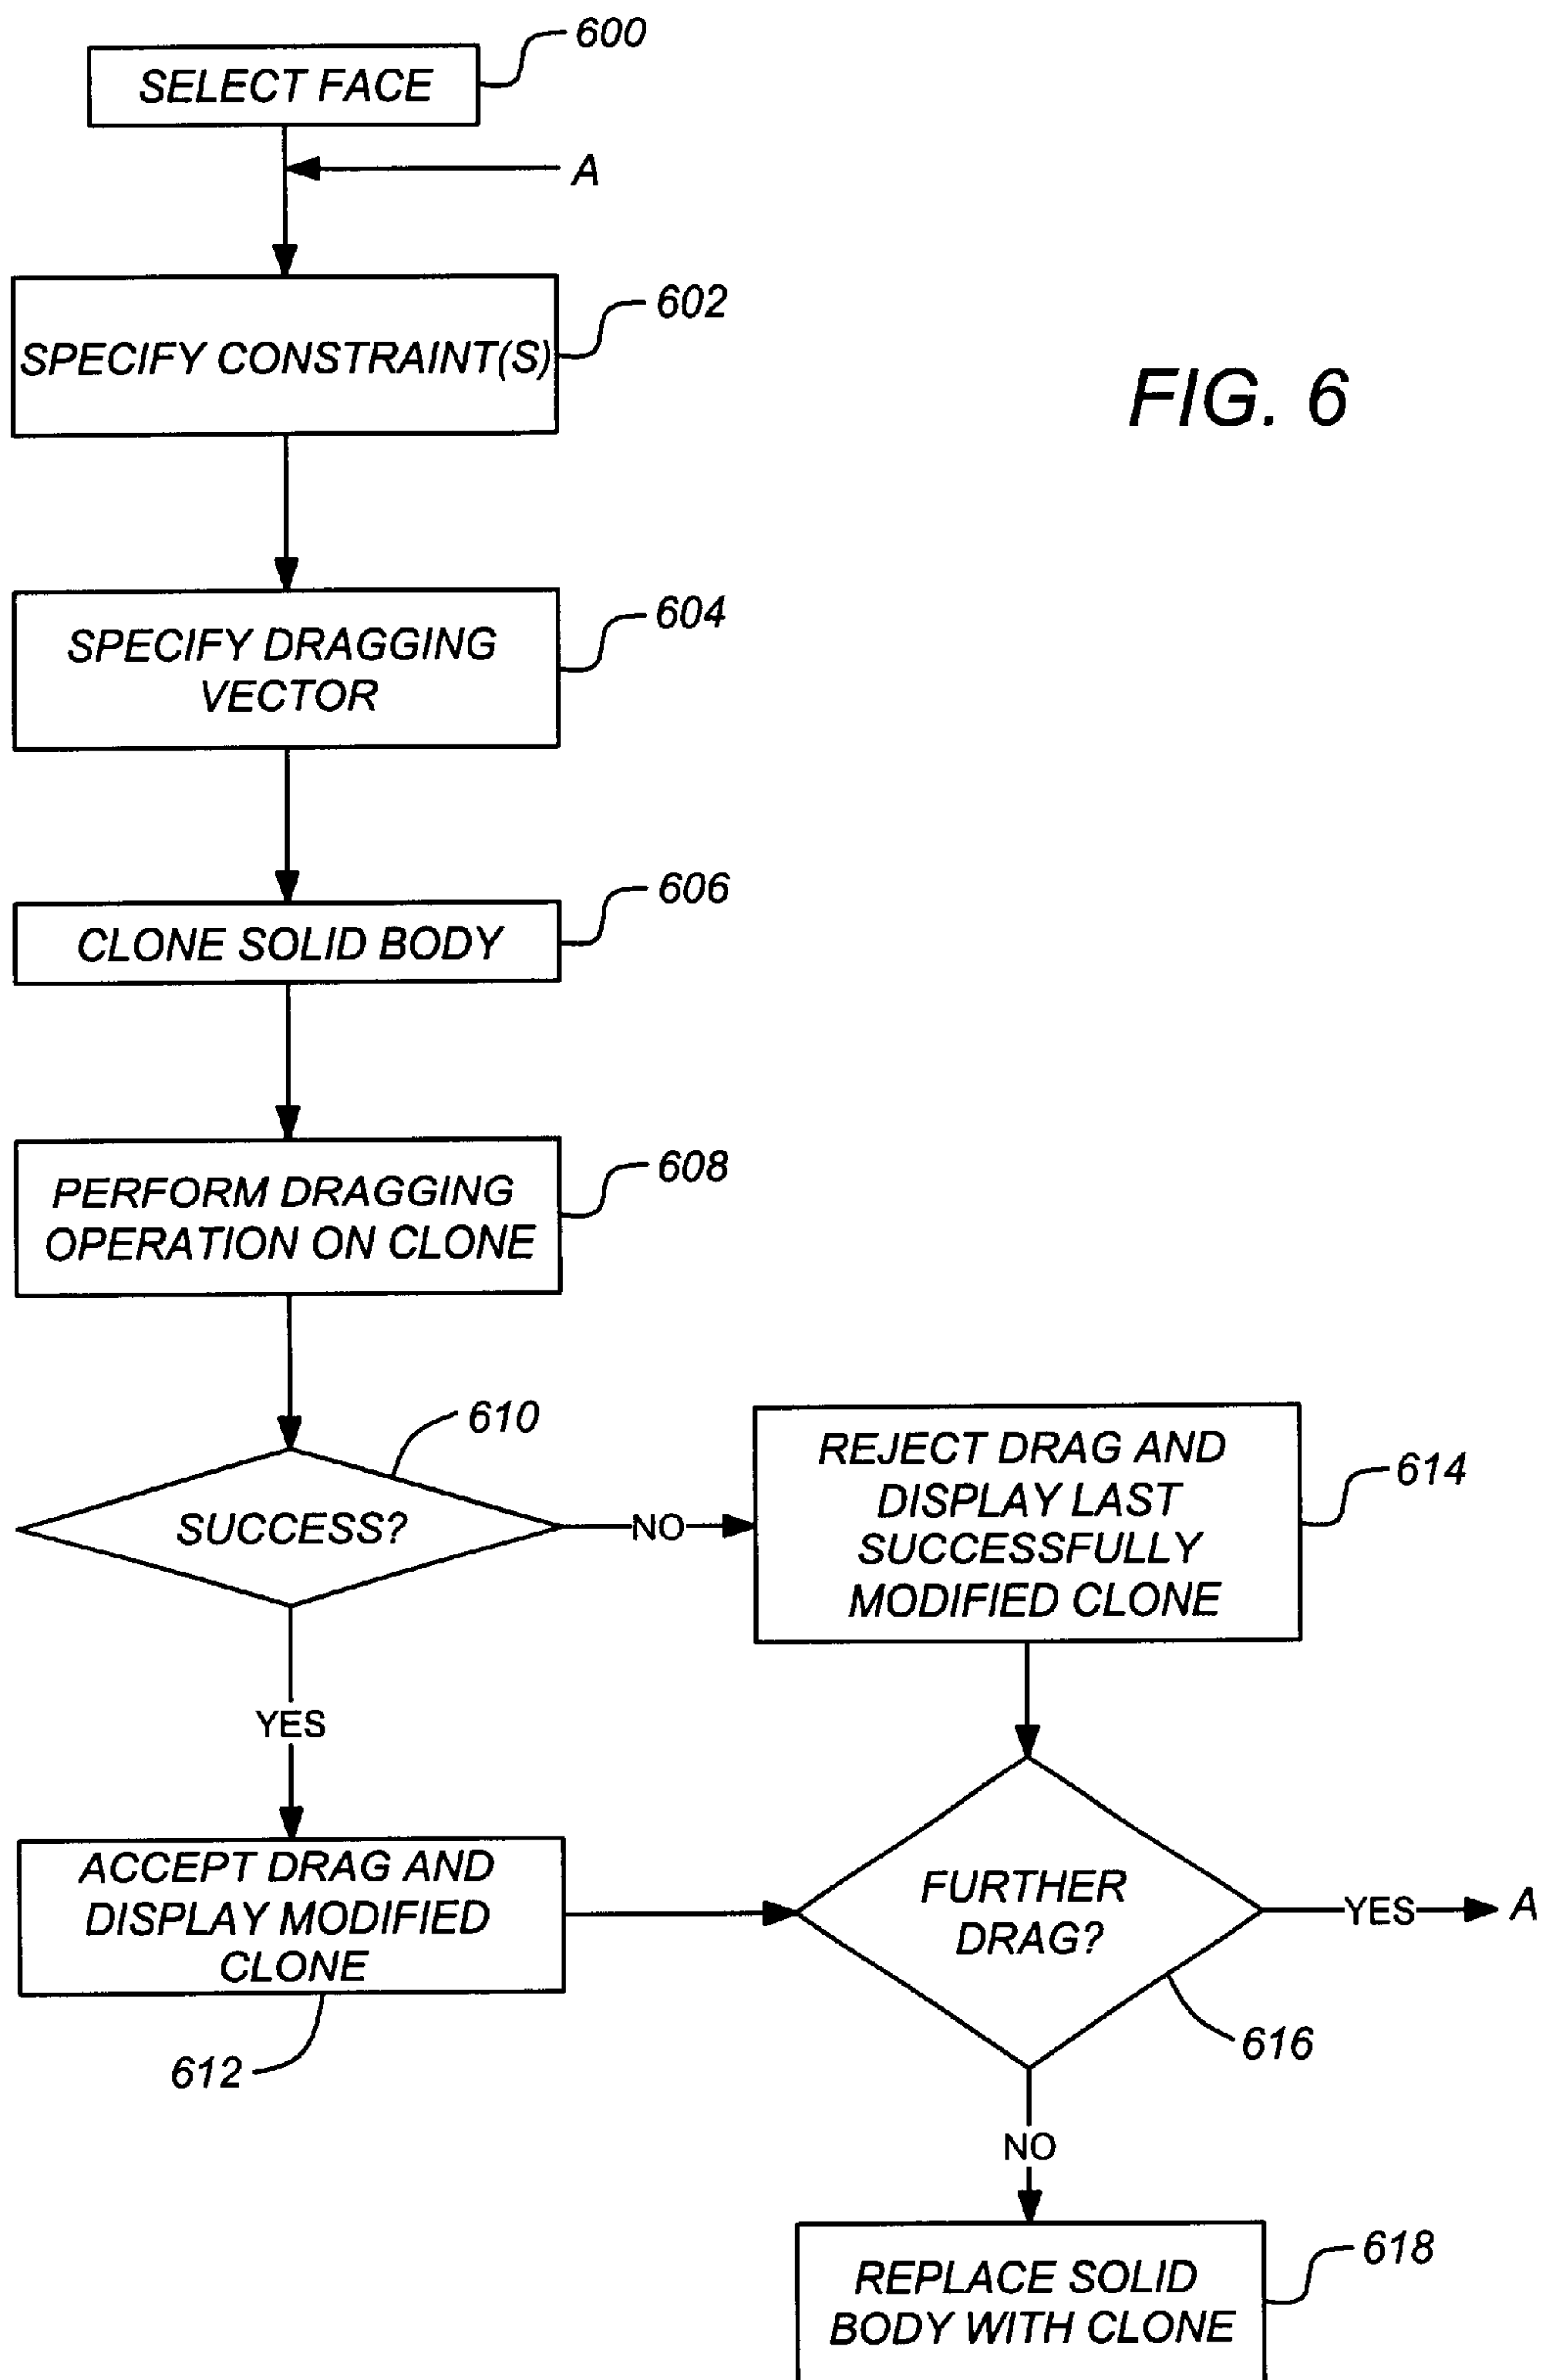 600
SELECT FACE
A
602
SPECIFY CONSTRAINT(S)
FIG. 6
604
SPECIFY DRAGGING
VECTOR
606
CLONE SOLID BODY
608
PERFORM DRAGGING
OPERATION ON CLONE
610
SUCCESS?
NO
REJECT DRAG AND
DISPLAY LAST
SUCCESSFULLY
MODIFIED CLONE
614
YES
ACCEPT DRAG AND
DISPLAY MODIFIED
CLONE
612
FURTHER
DRAG?
YES
A
616
NO
618
REPLACE SOLID
BODY WITH CLONE